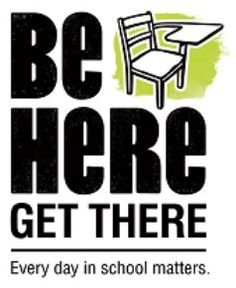 Be
HeRe
GET THERE
Every day in school matters.